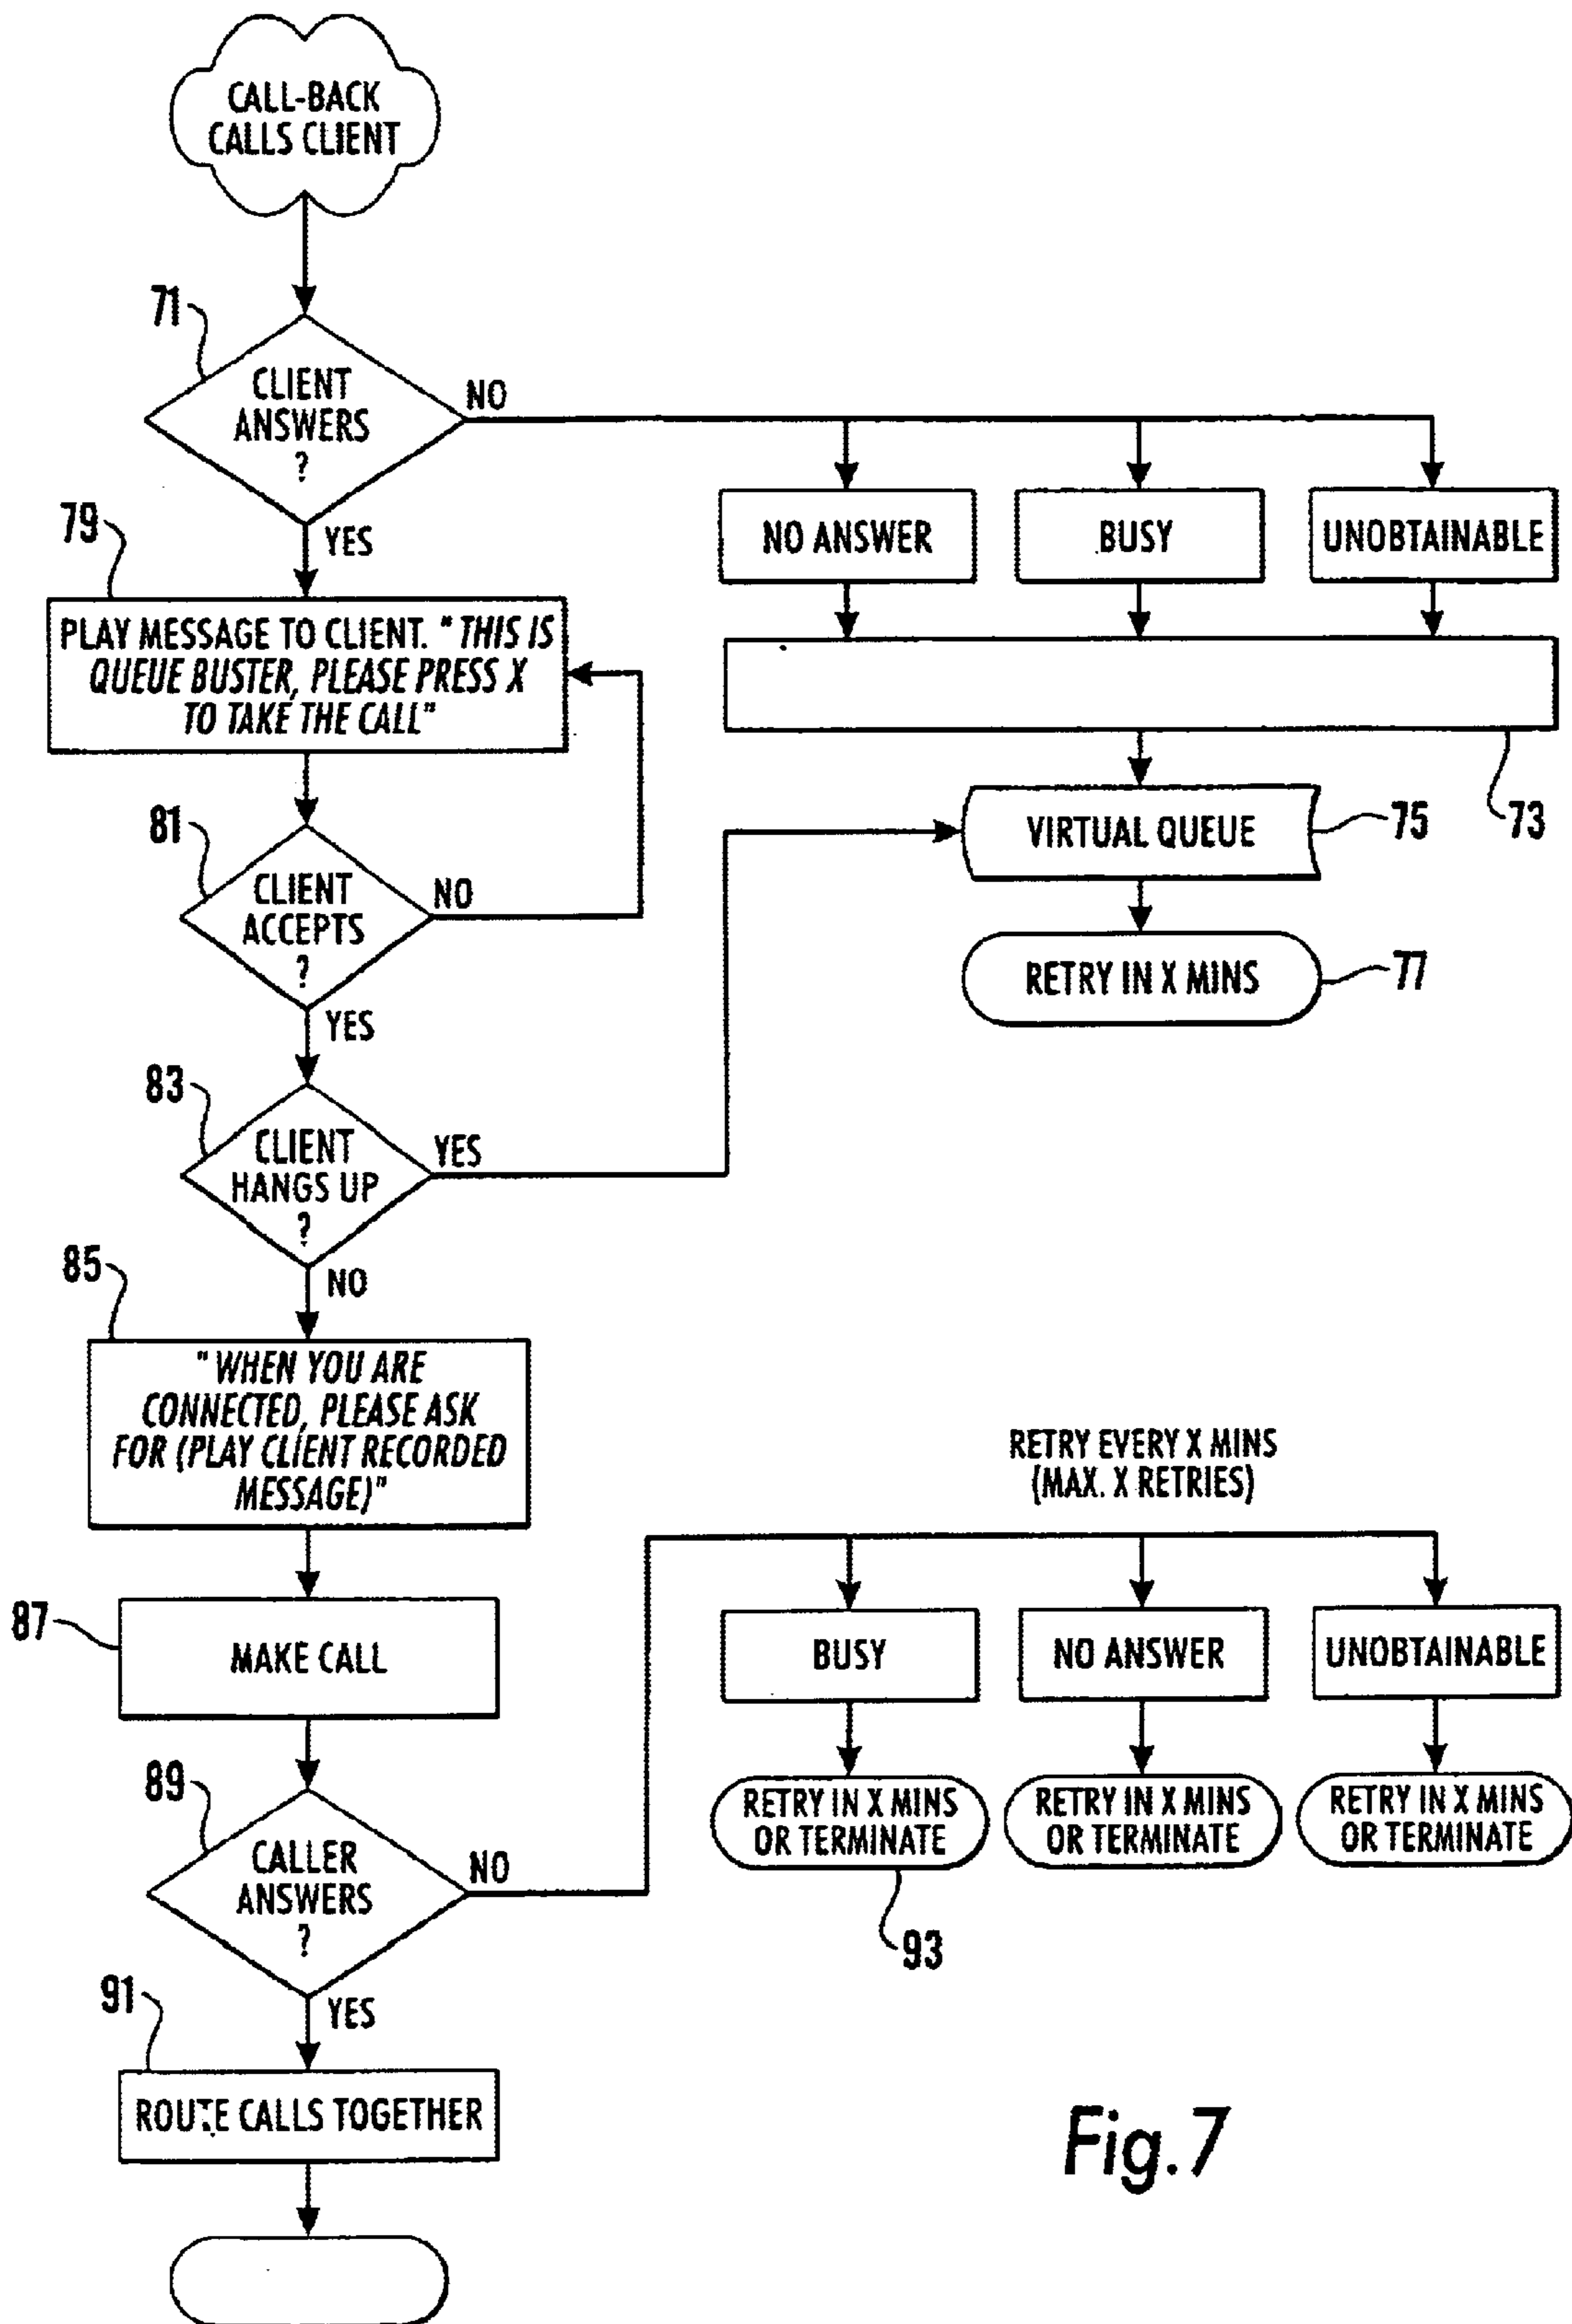 CALL-BACK
CALLS CLIENT
71
CLIENT
ANSWERS
?
NO
YES
NO ANSWER
BUSY
UNOBTAINABLE
73
VIRTUAL QUEUE
75
RETRY IN X MINS
77
79
PLAY MESSAGE TO CLIENT. "THIS IS
QUEUE BUSTER, PLEASE PRESS X
TO TAKE THE CALL"
81
CLIENT
ACCEPTS
?
NO
YES
83
CLIENT
HANGS UP
?
YES
NO
85
"WHEN YOU ARE
CONNECTED, PLEASE ASK
FOR (PLAY CLIENT RECORDED
MESSAGE)"
87
MAKE CALL
89
CALLER
ANSWERS
?
NO
YES
RETRY EVERY X MINS
(MAX. X RETRIES)
BUSY
NO ANSWER
UNOBTAINABLE
RETRY IN X MINS
OR TERMINATE
RETRY IN X MINS
OR TERMINATE
RETRY IN X MINS
OR TERMINATE
93
91
ROUTE CALLS TOGETHER
Fig.7